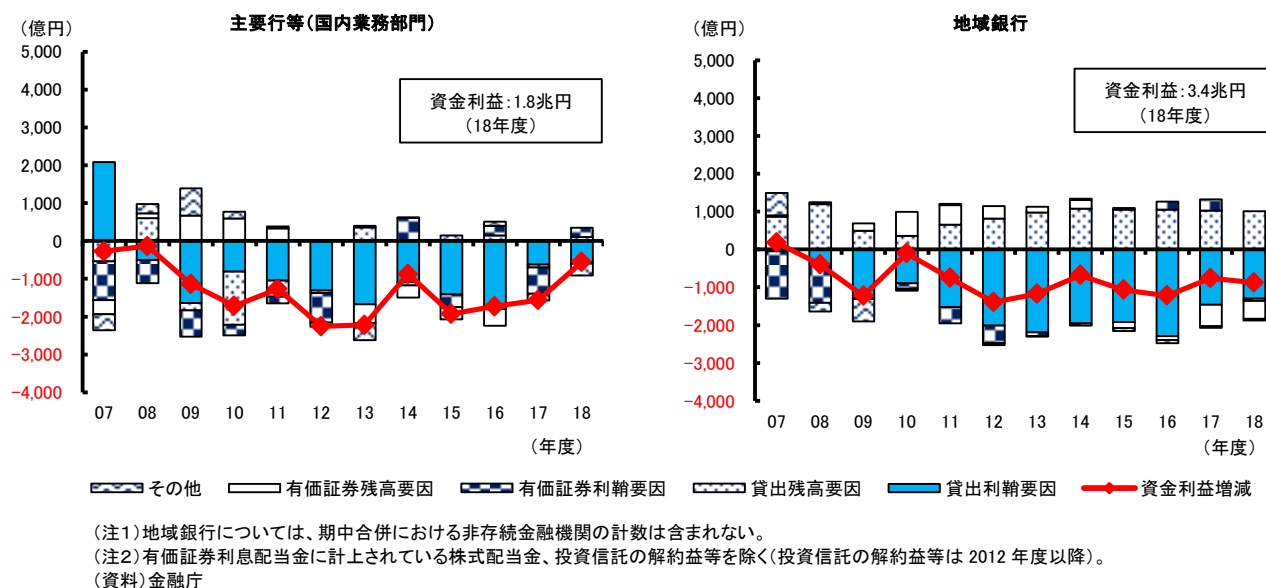 主要行等(国内業務部門)
(億円)
5,000
4,000
3,000
2,000
1,000
0
-1,000
-2,000
-3,000
-4,000
資金利益:1.8兆円
(18年度)
07 08 09 10 11 12 13 14 15 16 17 18
(年度)
地域銀行
(億円)
5,000
4,000
3,000
2,000
1,000
0
-1,000
-2,000
-3,000
-4,000
資金利益:3.4兆円
(18年度)
07 08 09 10 11 12 13 14 15 16 17 18
(年度)
その他 有価証券残高要因 有価証券利鞘要因 貸出残高要因 貸出利鞘要因 資金利益増減
(注1)地域銀行については、期中合併における非存続金融機関の計数は含まれない。
(注2)有価証券利息配当金に計上されている株式配当金、投資信託の解約益等を除く(投資信託の解約益等は 2012 年度以降)。
(資料)金融庁